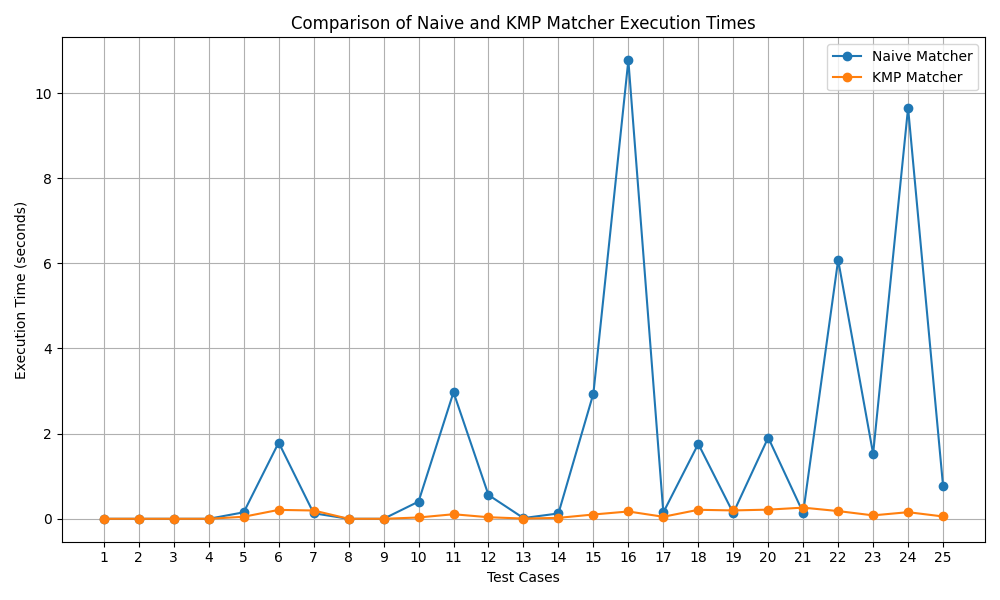 Comparison of Naive and KMP Matcher Execution Times
Naive Matcher
KMP Matcher
Execution Time (seconds)
10
8
6
4
2
0
1 2 3 4 5 6 7 8 9 10 11 12 13 14 15 16 17 18 19 20 21 22 23 24 25
Test Cases